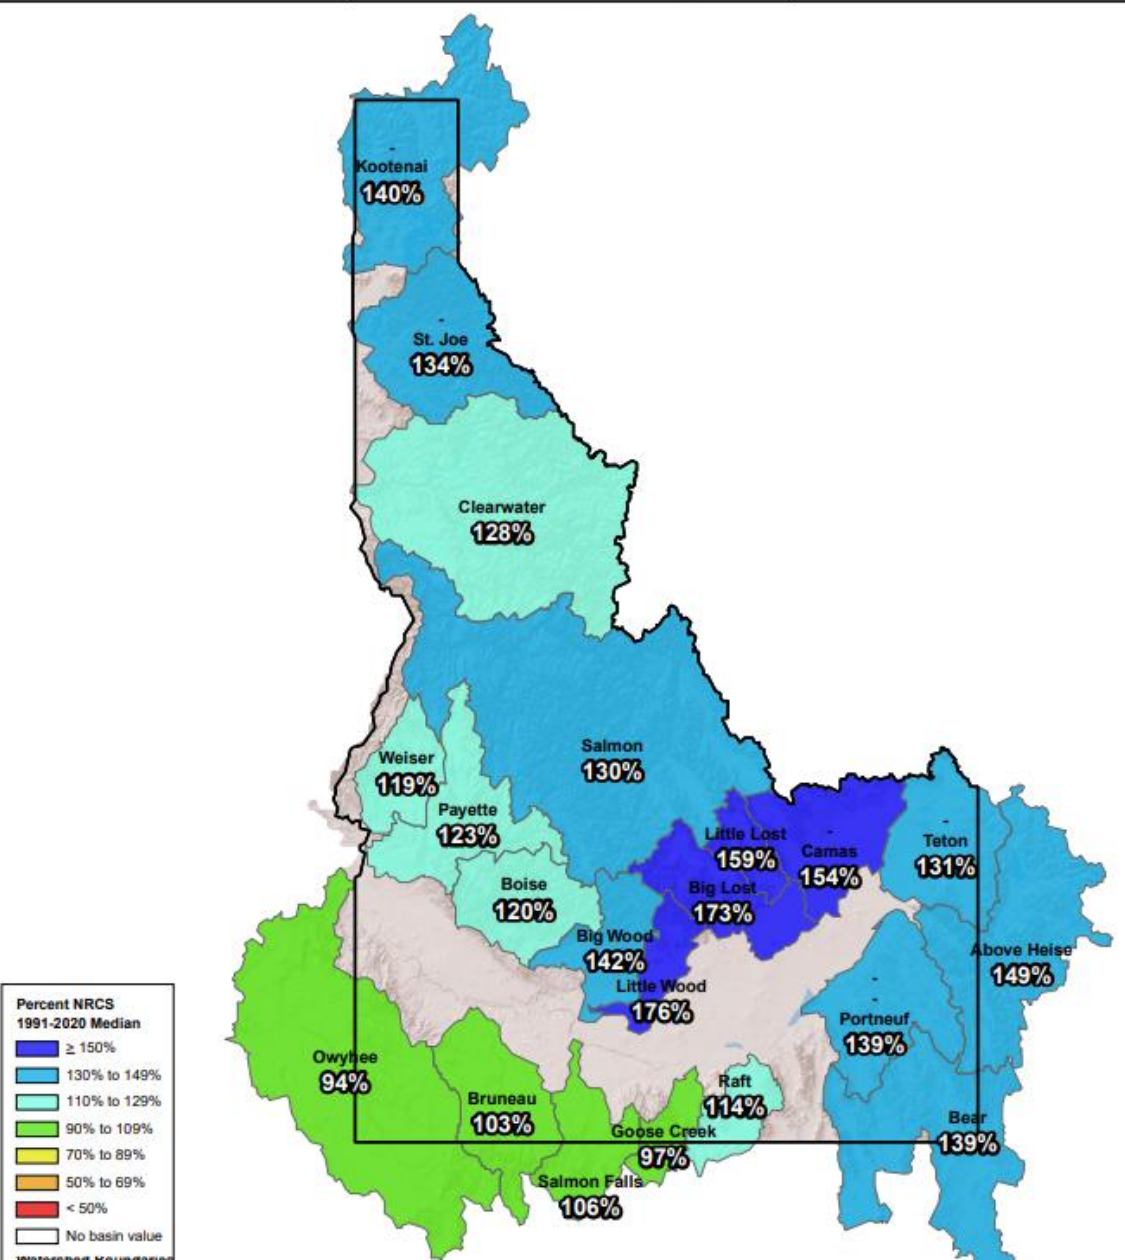 -
Kootenai
140%
-
St. Joe
134%
Clearwater
128%
Salmon
130%
Weiser
119%
Payette
123%
Boise
120%
Little Lost
159%
-
Camas
154%
-
Teton
131%
Big Lost
173%
Big Wood
142%
Little Wood
176%
Above Heise
149%
-
-
Portneuf
139%
Owyhee
94%
Bruneau
103%
Raft
114%
Goose Creek
97%
Salmon Falls
106%
Bear
139%
Percent NRCS
1991-2020 Median
≥ 150%
130% to 149%
110% to 129%
90% to 109%
70% to 89%
50% to 69%
< 50%
No basin value
Watershed Boundaries